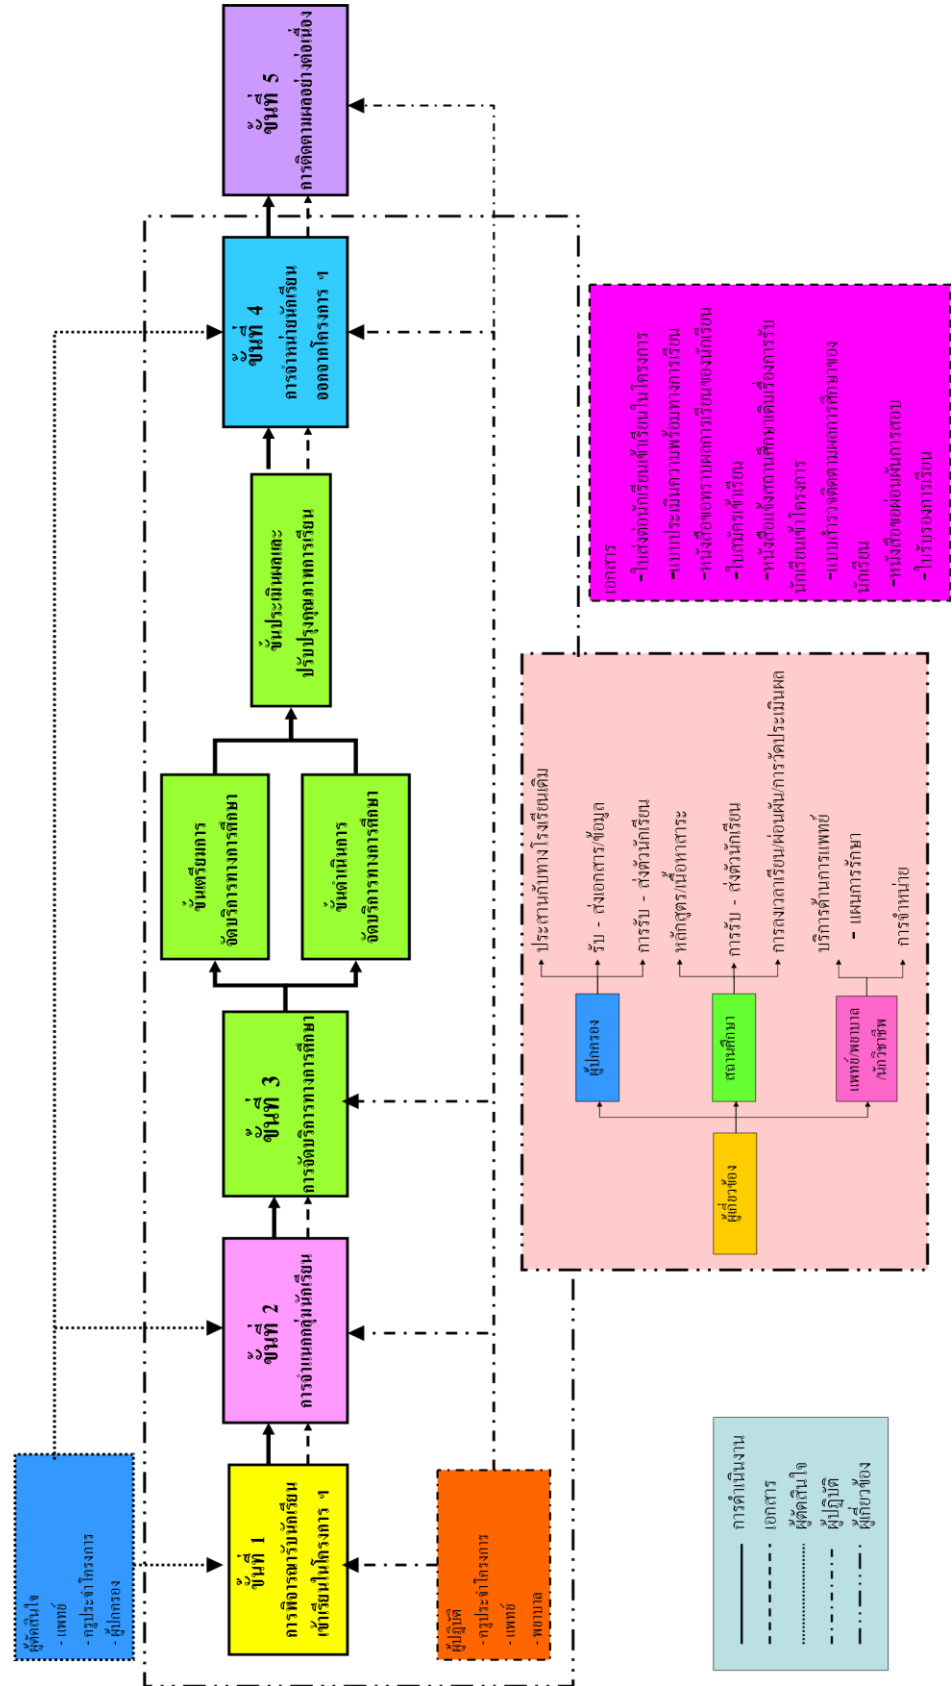 ผู้ตัดสินใจ
- แพทย์
- ครูประจำโครงการ
- ผู้ปกครอง
ขั้นที่ 1
การพิจารณารับนักเรียน
เข้าเรียนในโครงการ ฯ
ขั้นที่ 2
การจำแนกกลุ่มนักเรียน
ขั้นที่ 3
การจัดบริการทางการศึกษา
ขั้นเตรียมการ
จัดบริการทางการศึกษา
ขั้นดำเนินการ
จัดบริการทางการศึกษา
ขั้นประเมินผลและ
ปรับปรุงคุณภาพการเรียน
ขั้นที่ 4
การจำหน่ายนักเรียน
ออกจากโครงการ ฯ
ขั้นที่ 5
การติดตามผลอย่างต่อเนื่อง
ผู้ปฏิบัติ
- ครูประจำโครงการ
- แพทย์
- พยาบาล
ผู้เกี่ยวข้อง
ผู้ปกครอง
สถานศึกษา
แพทย์/พยาบาล
/นักวิชาชีพ
ประสานกับทางโรงเรียนเดิม
รับ - ส่งเอกสาร/ข้อมูล
การรับ - ส่งตัวนักเรียน
หลักสูตร/เนื้อหาสาระ
การรับ - ส่งตัวนักเรียน
การลงเวลาเรียน/ผ่อนผัน/การวัดประเมินผล
บริการด้านการแพทย์
- แผนการรักษา
การจำหน่าย
เอกสาร
-ใบส่งต่อนักเรียนเข้าเรียนในโครงการ
-แบบประเมินความพร้อมทางการเรียน
-หนังสือขอทราบผลการเรียนของนักเรียน
-ใบสมัครเข้าเรียน
-หนังสือแจ้งสถานศึกษาเดิมเรื่องการรับ
นักเรียนเข้าโครงการ
-แบบสำรวจติดตามผลการศึกษาของ
นักเรียน
-หนังสือขอผ่อนผันการสอบ
-ใบรับรองการเรียน
การดำเนินงาน
เอกสาร
ผู้ตัดสินใจ
ผู้ปฏิบัติ
ผู้เกี่ยวข้อง